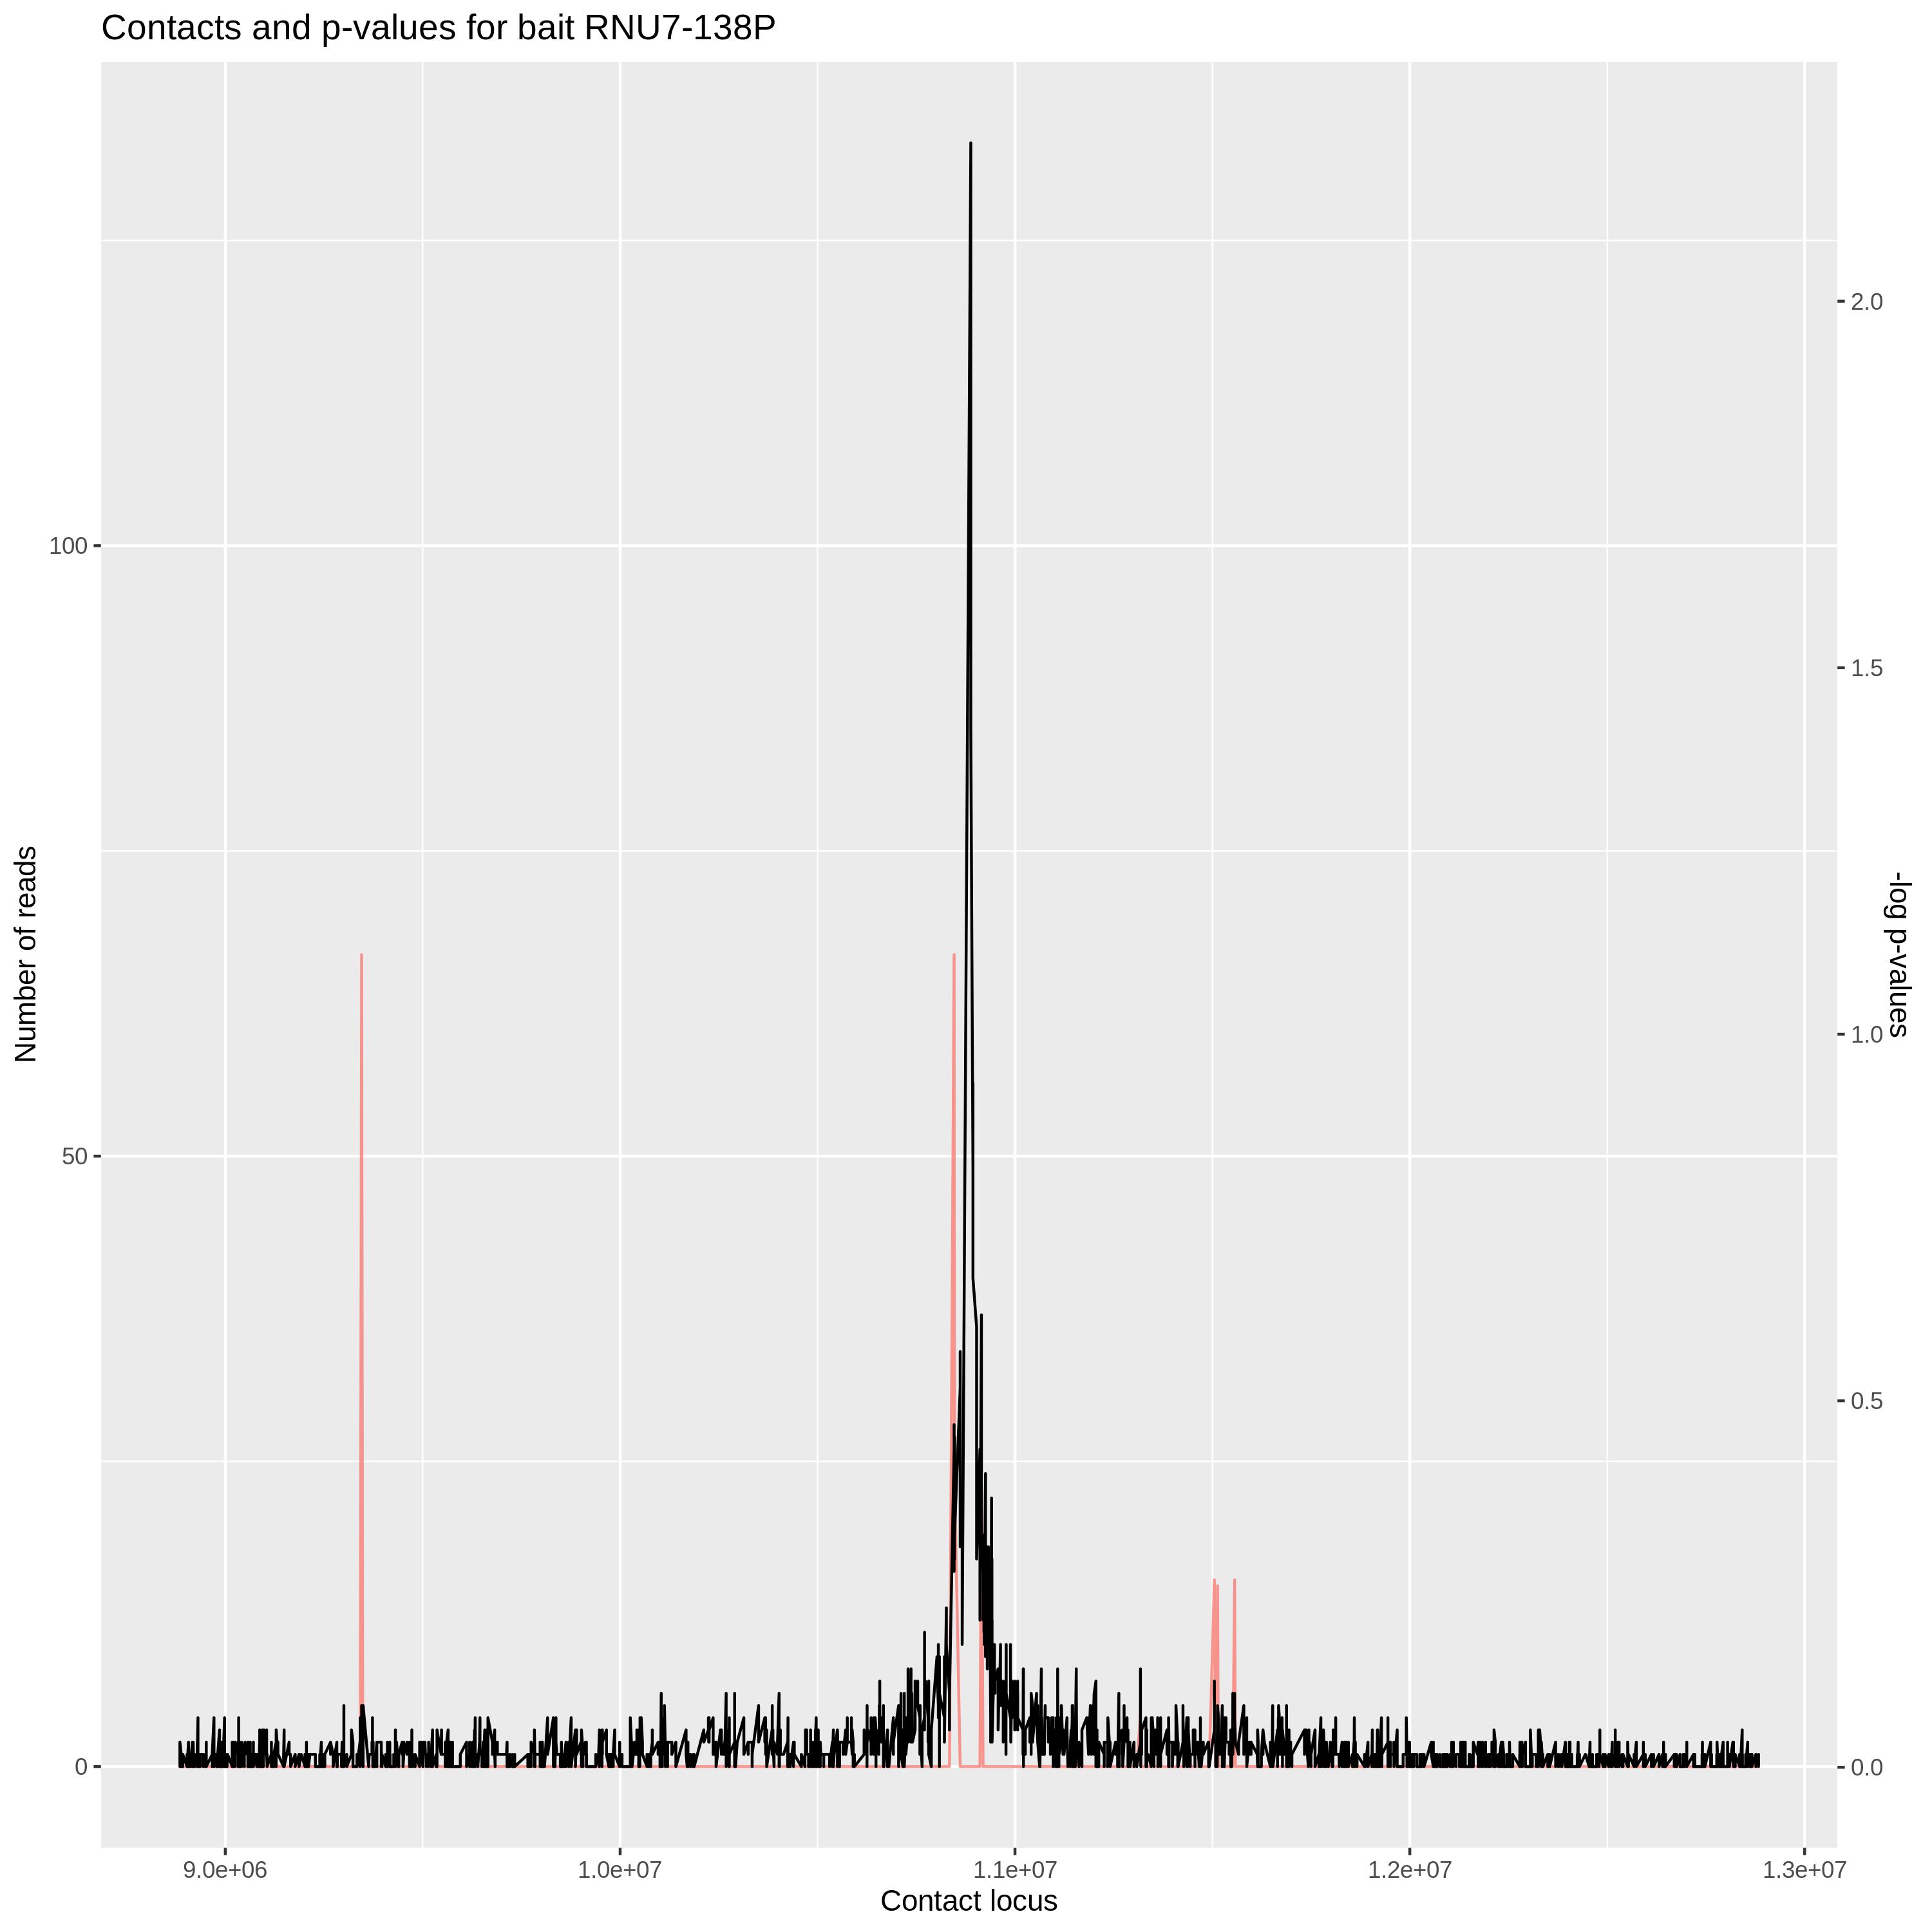 Contacts and p-values for bait RNU7-138P
100
50
0
Number of reads
2.0
1.5
1.0
0.5
0.0
-log p-values
9.0e+06 1.0e+07 1.1e+07 1.2e+07 1.3e+07
Contact locus